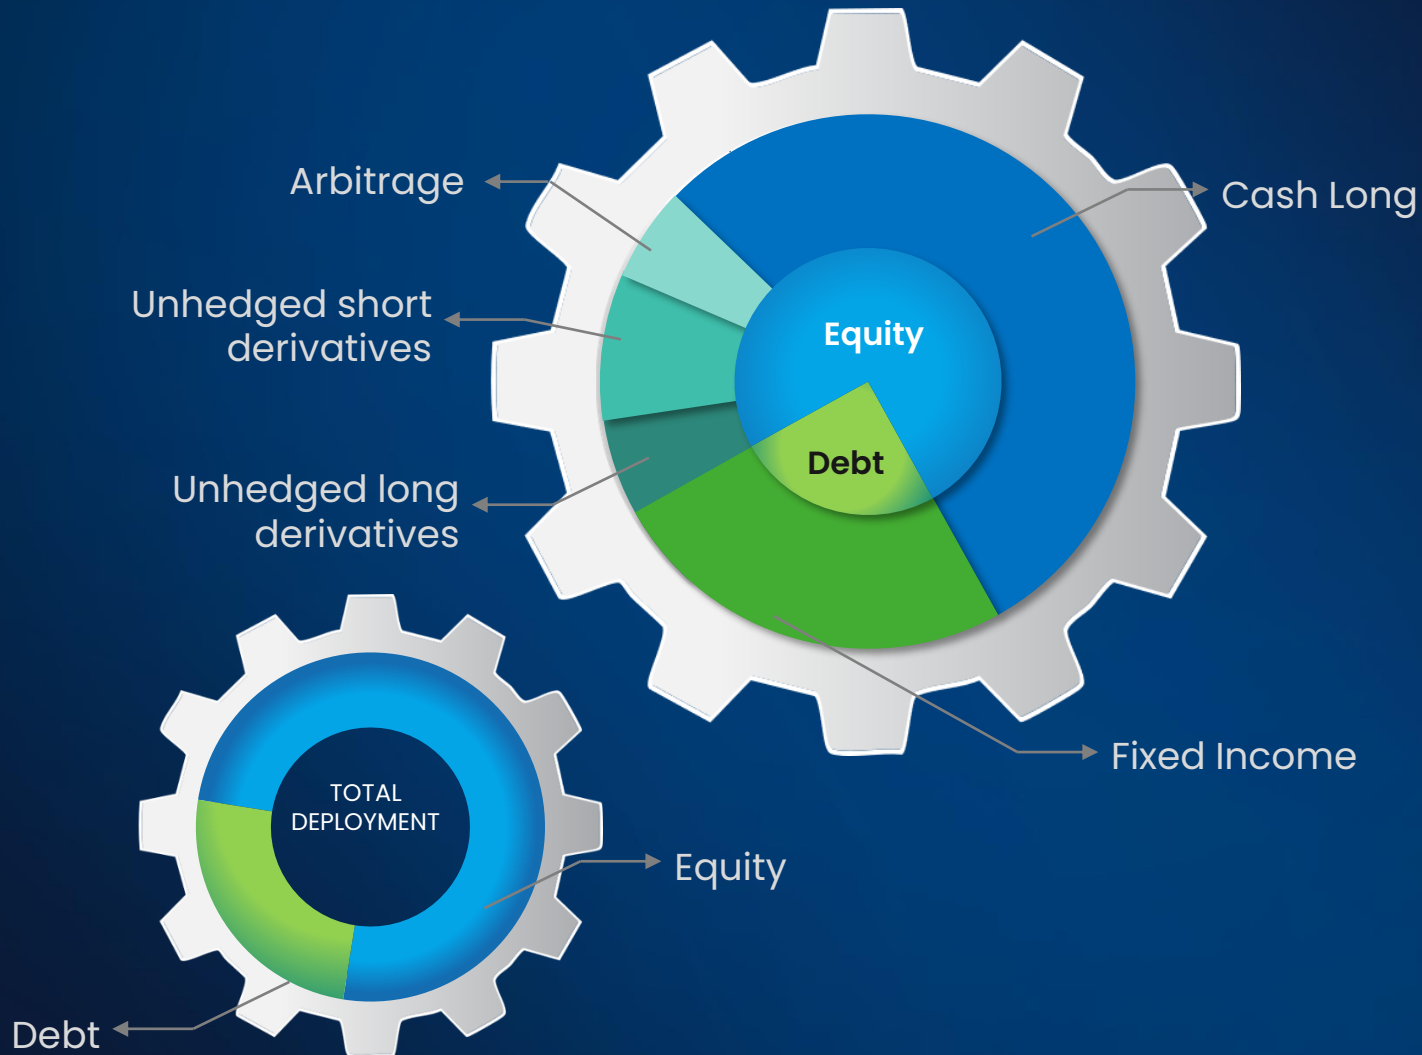 Arbitrage
Cash Long
Unhedged short
derivatives
Equity
Debt
Unhedged long
derivatives
Fixed Income
TOTAL
DEPLOYMENT
Equity
Debt